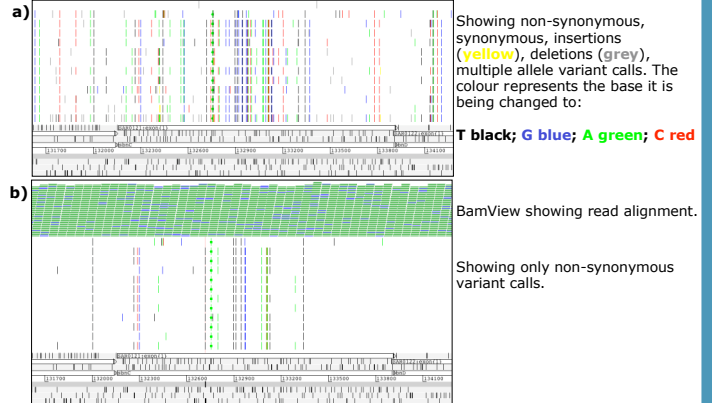 a)
Showing non-synonymous,
synonymous, insertions
(yellow), deletions (grey),
multiple allele variant calls. The
colour represents the base it is
being changed to:
T black; G blue; A green; C red
131700 132000 132300 132600 132900 133200 133500 133800 134100
b)
BamView showing read alignment.
Showing only non-synonymous
variant calls.
131700 132000 132300 132600 132900 133200 133500 133800 134100